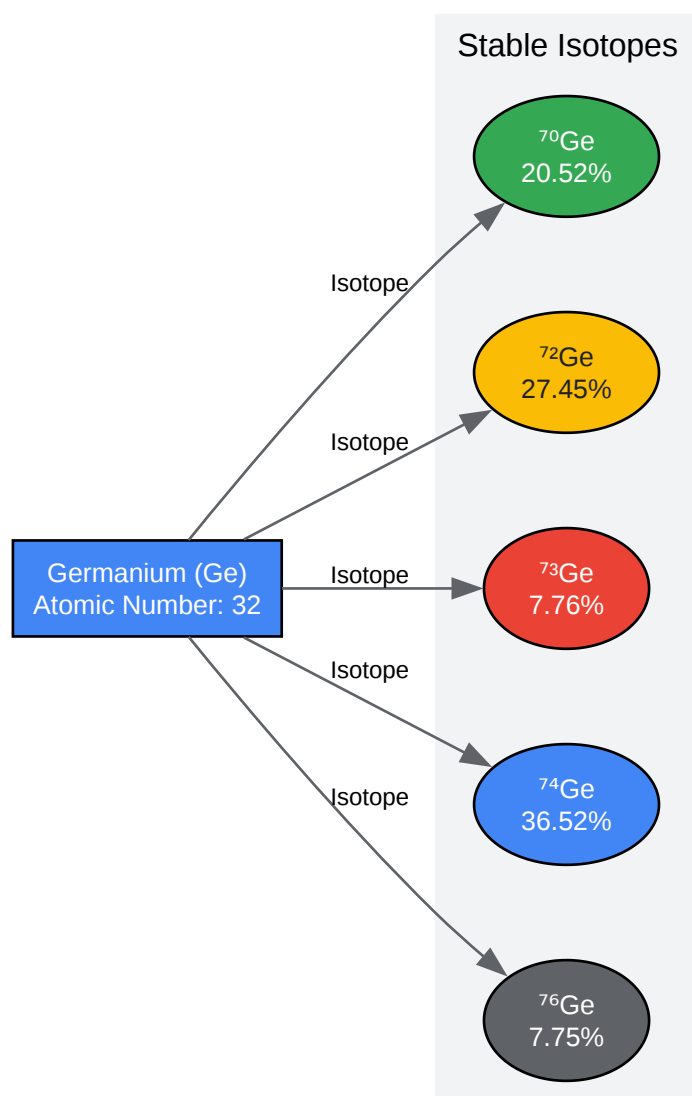 Stable Isotopes
⁷⁰Ge
20.52%
Isotope
⁷²Ge
27.45%
Isotope
Germanium (Ge)
Atomic Number: 32
Isotope
⁷³Ge
7.76%
Isotope
⁷⁴Ge
36.52%
Isotope
⁷⁶Ge
7.75%